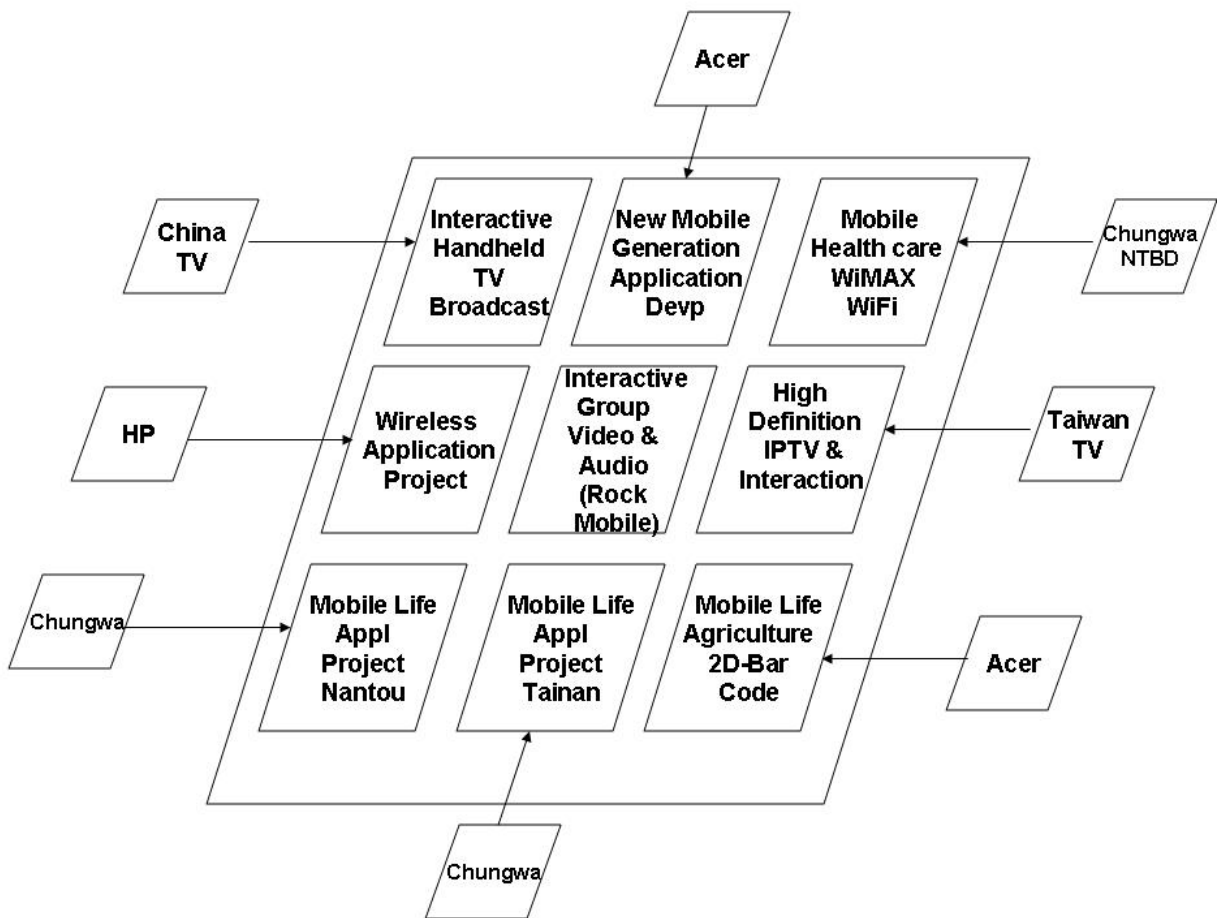 Acer
China
TV
Interactive
Handheld
TV
Broadcast
New Mobile
Generation
Application
Devp
Mobile
Health care
WiMAX
WiFi
Chungwa
NTBD
HP
Wireless
Application
Project
Interactive
Group
Video &
Audio
(Rock
Mobile)
High
Definition
IPTV &
Interaction
Taiwan
TV
Chungwa
Mobile Life
Appl
Project
Nantou
Mobile Life
Appl
Project
Tainan
Mobile Life
Agriculture
2D-Bar
Code
Acer
Chungwa